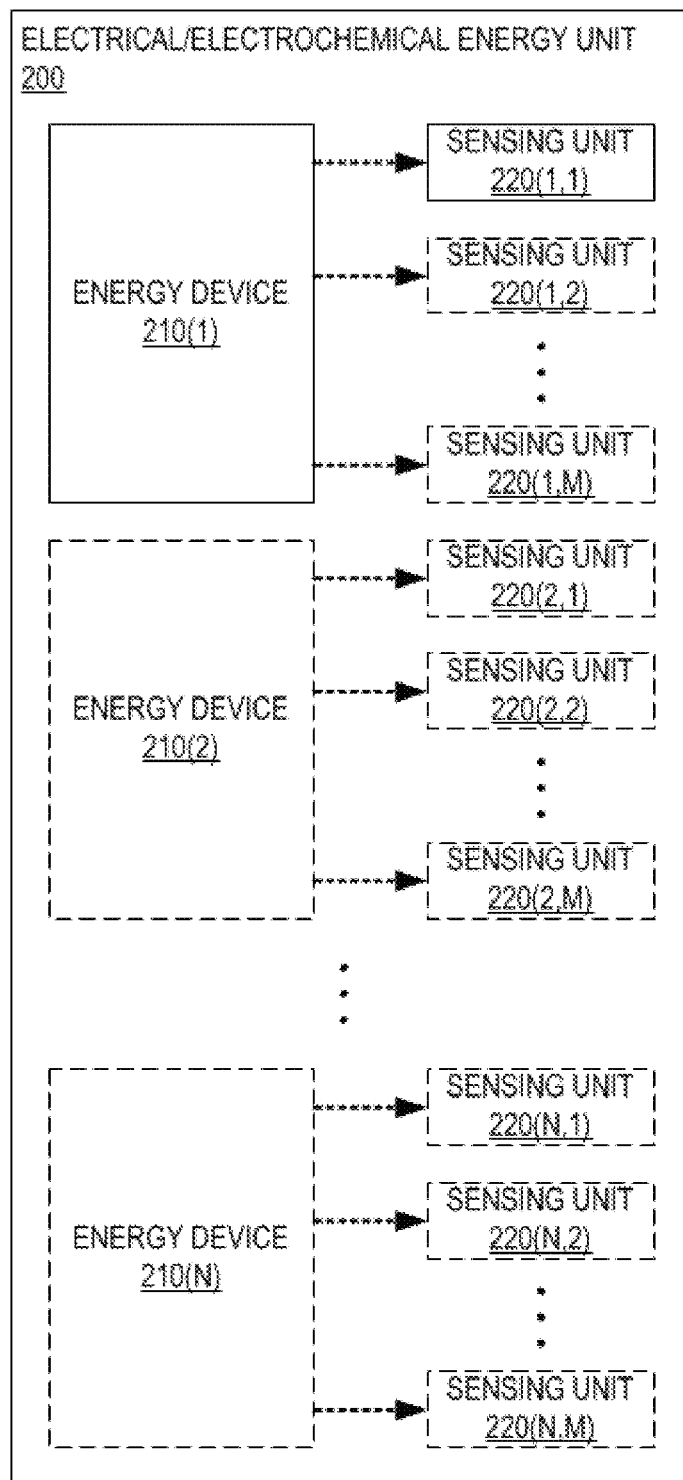 ELECTRICAL/ELECTROCHEMICAL ENERGY UNIT
200
SENSING UNIT
220(1,1)
SENSING UNIT
220(1,2)
ENERGY DEVICE
210(1)
SENSING UNIT
220(1,M)
SENSING UNIT
220(2,1)
SENSING UNIT
220(2,2)
ENERGY DEVICE
210(2)
SENSING UNIT
220(2,M)
SENSING UNIT
220(N,1)
SENSING UNIT
220(N,2)
ENERGY DEVICE
210(N)
SENSING UNIT
220(N,M)